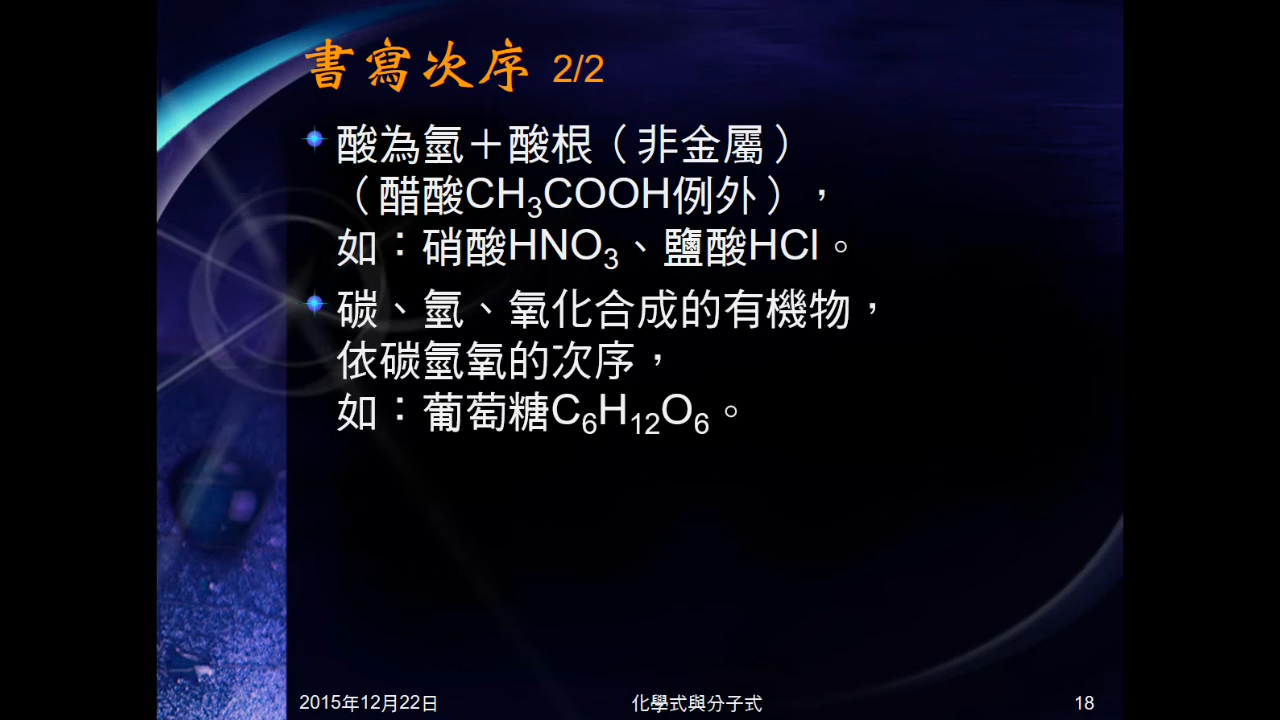 書寫次序 2/2
酸為氫＋酸根（非金屬）
（醋酸CH₃COOH例外），
如：硝酸HNO₃、鹽酸HCl。
碳、氫、氧化合成的有機物，
依碳氫氧的次序，
如：葡萄糖C₆H₁₂O₆。
2015年12月22日
化學式與分子式
18